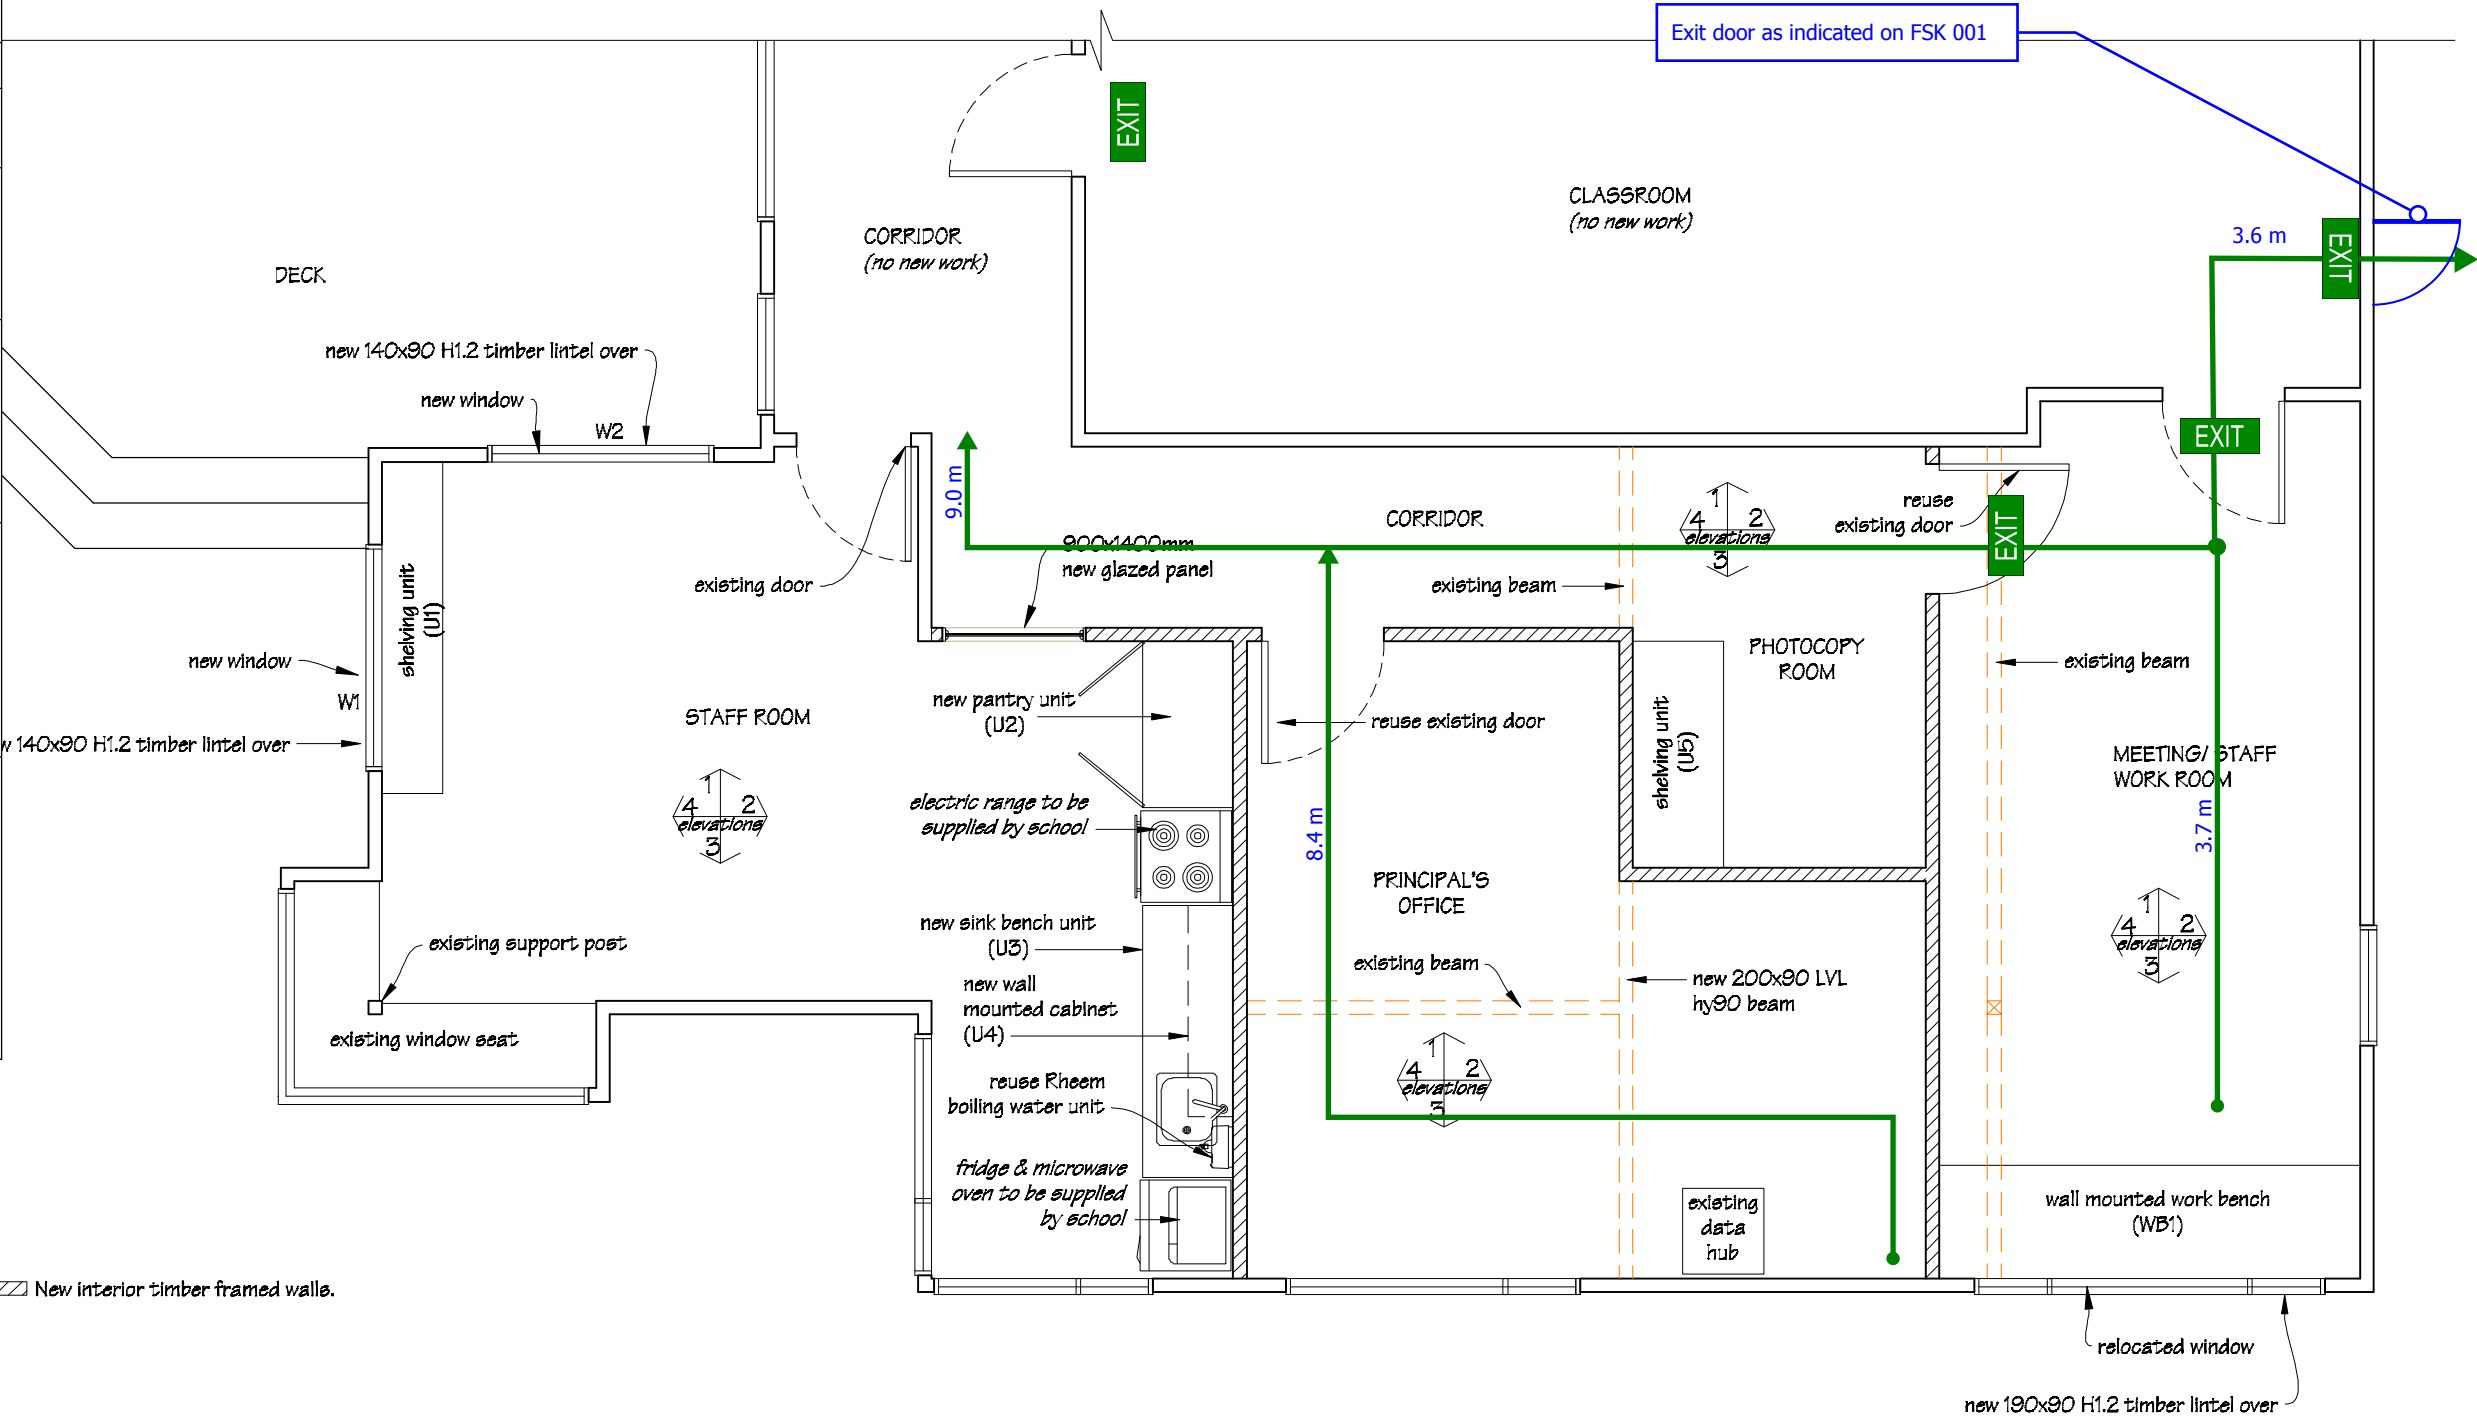 Exit door as indicated on FSK 001
EXIT
CLASSROOM
(no new work)
CORRIDOR
(no new work)
3.6 m
EXIT
DECK
new 140x90 H1.2 timber lintel over
new window
W2
EXIT
9.0 m
CORRIDOR
1
4 2
elevations
3
reuse
existing door
EXIT
900x1400mm
new glazed panel
existing door
existing beam
shelving unit
(U1)
new window
W1
STAFF ROOM
new pantry unit
(U2)
reuse existing door
PHOTOCOPY
ROOM
existing beam
shelving unit
(U5)
140x90 H1.2 timber lintel over
MEETING/ STAFF
WORK ROOM
1
4 2
elevations
3
electric range to be
supplied by school
8.4 m
3.7 m
PRINCIPAL'S
OFFICE
new sink bench unit
(U3)
existing support post
existing beam
new 200x90 LVL
hy90 beam
1
4 2
elevations
3
new wall
mounted cabinet
(U4)
existing window seat
1
4 2
elevations
3
reuse Rheem
boiling water unit
fridge & microwave
oven to be supplied
by school
existing
data
hub
wall mounted work bench
(WB1)
New interior timber framed walls.
relocated window
new 190x90 H1.2 timber lintel over